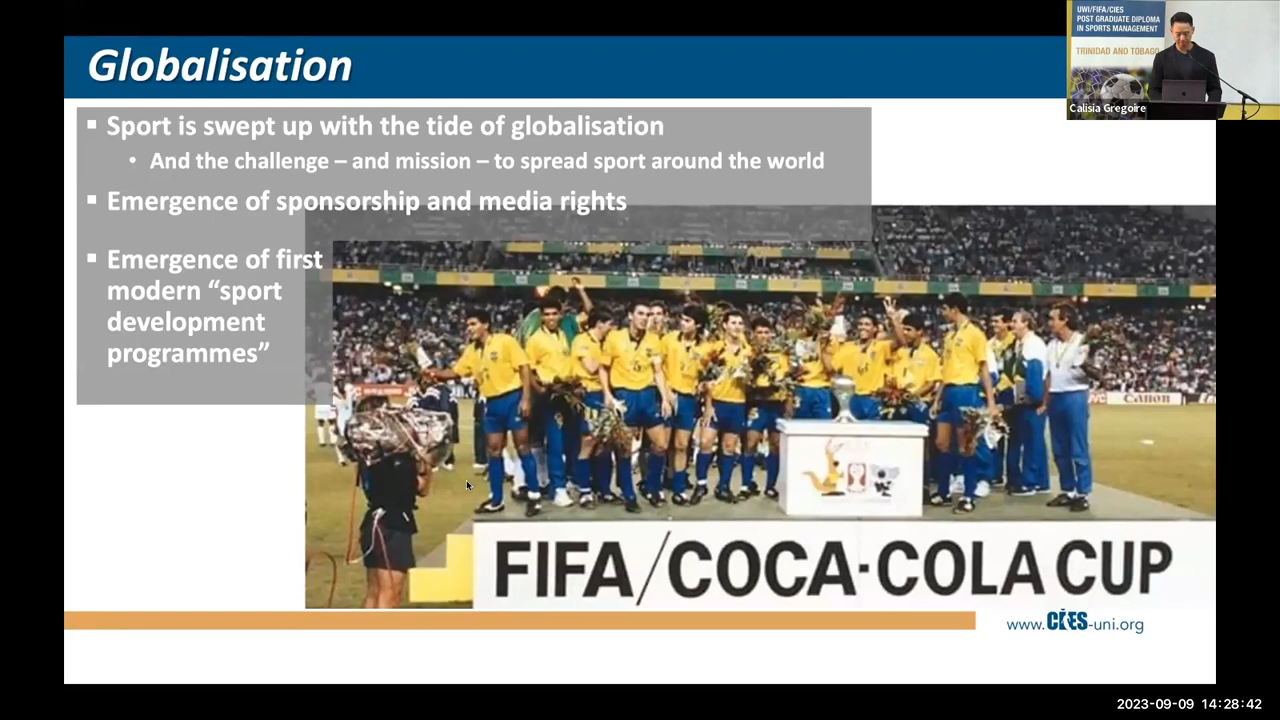 Globalisation
UWI/FIFA/CIES
POST GRADUATE DIPLOMA
IN SPORTS MANAGEMENT
TRINIDAD AND TOBAGO
Calisia Gregoire
▪ Sport is swept up with the tide of globalisation
• And the challenge – and mission – to spread sport around the world
▪ Emergence of sponsorship and media rights
▪ Emergence of first
modern “sport
development
programmes”
Canon
FIFA/COCA-COLA CUP
www.CIES-uni.org
2023-09-09 14:28:42